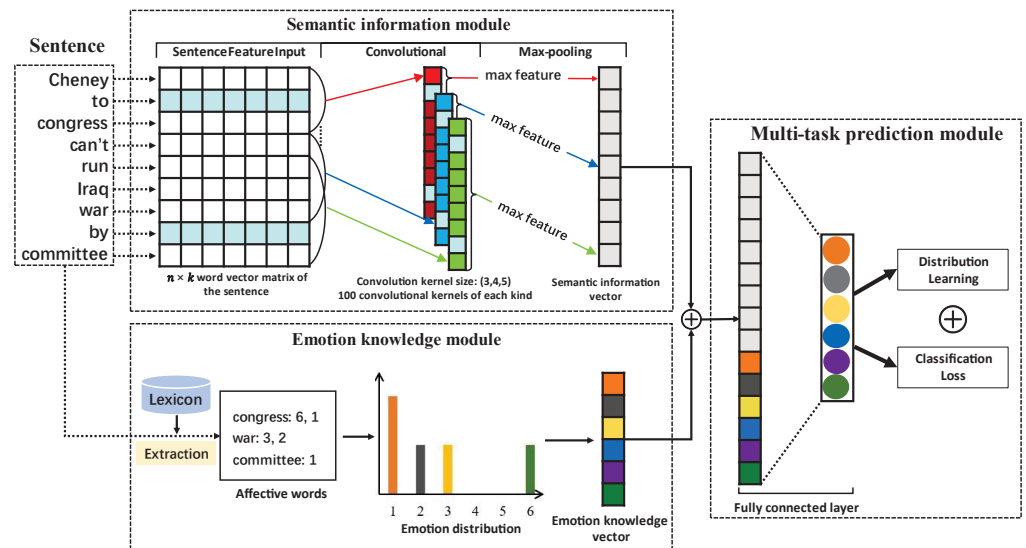 Sentence
Cheney
to
congress
can't
run
Iraq
war
by
committee
Semantic information module
Sentence Feature Input
Convolutional
Max-pooling
max feature
max feature
max feature
n × k word vector matrix of
the sentence
Convolution kernel size: (3,4,5)
100 convolutional kernels of each kind
Semantic information
vector
Emotion knowledge module
Lexicon
Extraction
congress: 6, 1
war: 3, 2
committee: 1
Affective words
1 2 3 6
Emotion distribution
Emotion knowledge
vector
Multi-task prediction module
Distribution
Learning
Classification
Loss
Fully connected layer